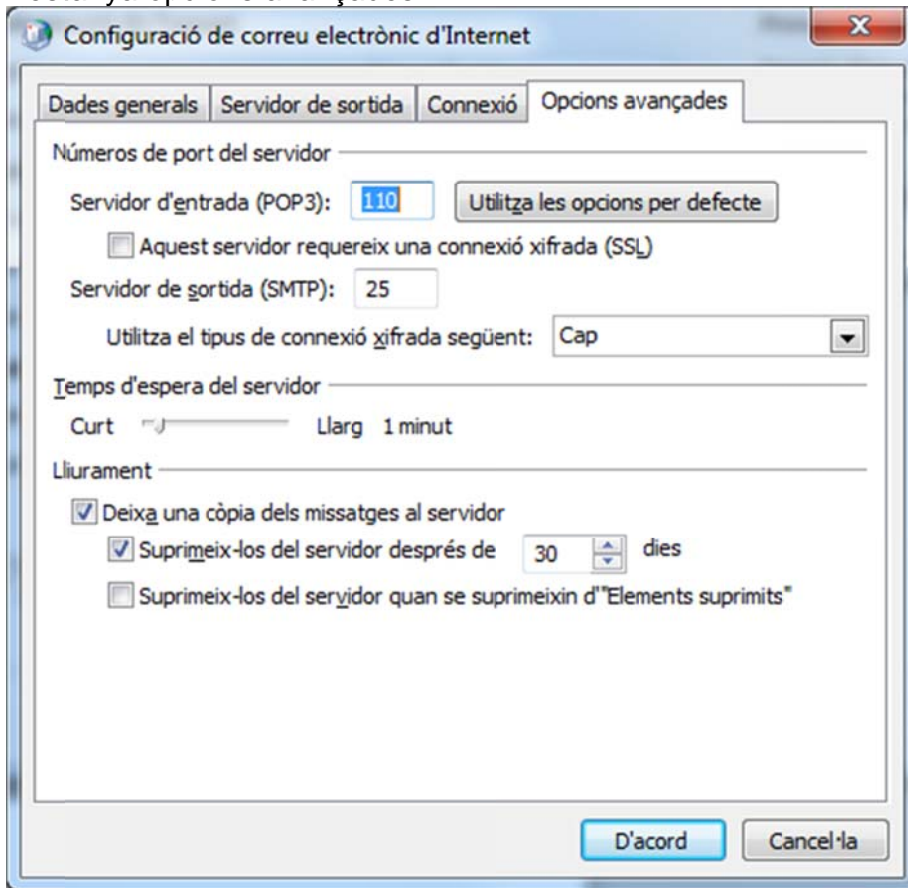 Configuració de correu electrònic d'Internet
Dades generals Servidor de sortida Connexió Opcions avançades
Números de port del servidor
Servidor d'entrada (POP3): 110 Utilitza les opcions per defecte
Aquest servidor requereix una connexió xifrada (SSL)
Servidor de sortida (SMTP): 25
Utilitza el tipus de connexió xifrada següent: Cap
Temps d'espera del servidor
Curt Llarg 1 minut
Lliurament
Deixa una còpia dels missatges al servidor
Suprimeix-los del servidor després de 30 dies
Suprimeix-los del servidor quan se suprimeixin d'"Elements suprimits"
D'acord Cancel·la